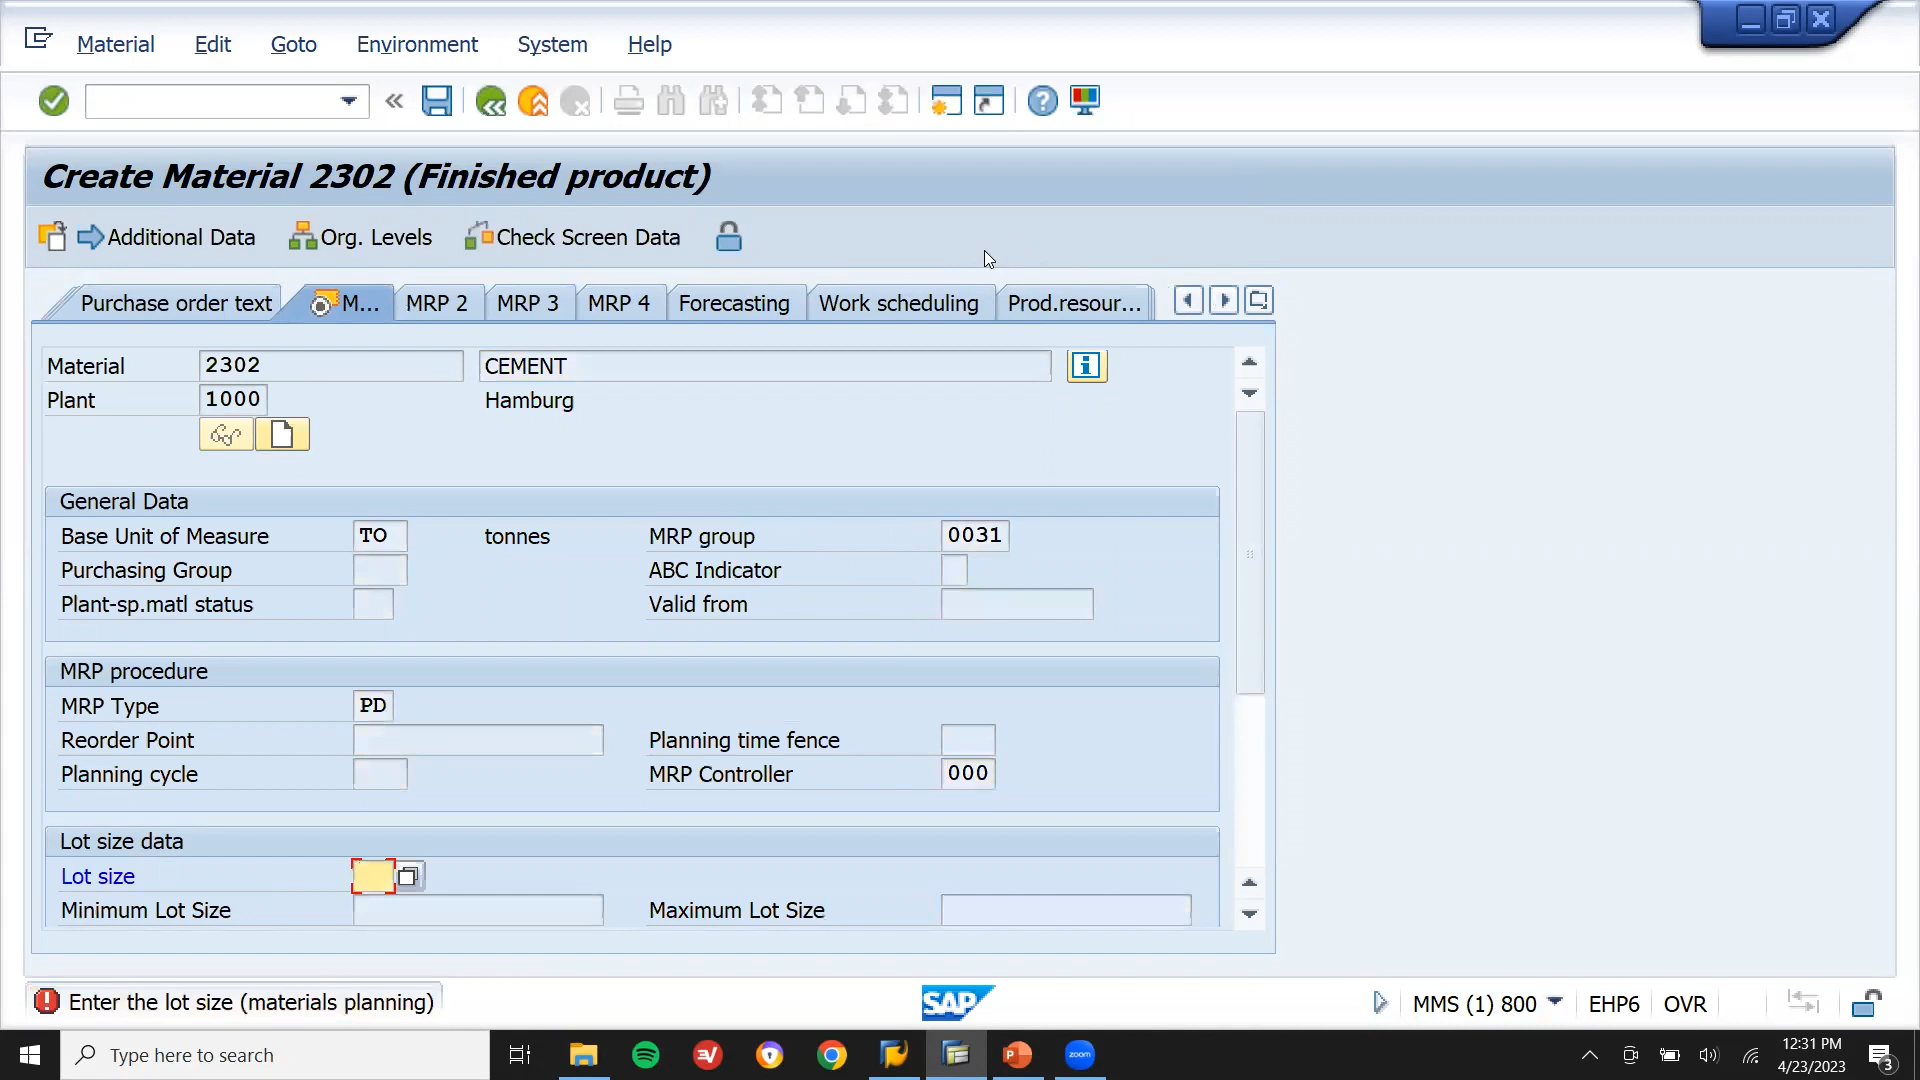 Material Edit Goto Environment System Help
Create Material 2302 (Finished product)
Additional Data Org. Levels Check Screen Data
Purchase order text M... MRP 2 MRP 3 MRP 4 Forecasting Work scheduling Prod.resour...
Material 2302 CEMENT
Plant 1000 Hamburg
General Data
Base Unit of Measure TO tonnes MRP group 0031
Purchasing Group ABC Indicator
Plant-sp.matl status Valid from
MRP procedure
MRP Type PD
Reorder Point Planning time fence
Planning cycle MRP Controller 000
Lot size data
Lot size
Minimum Lot Size Maximum Lot Size
Enter the lot size (materials planning) SAP MMS (1) 800 EHP6 OVR
Type here to search zoom 12:31 PM
4/23/2023 3